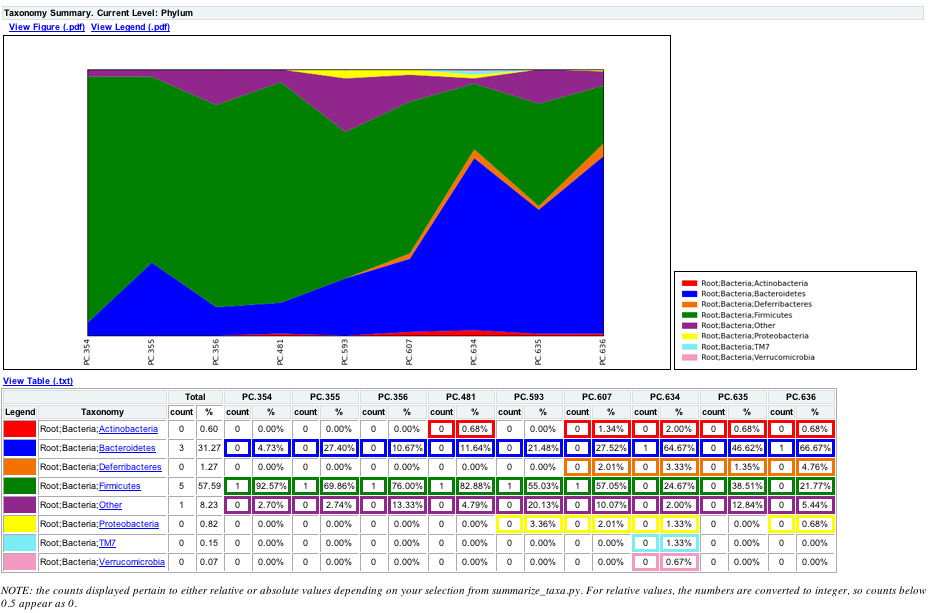 Taxonomy Summary. Current Level: Phylum
View Figure (.pdf) View Legend (.pdf)
PC.354 PC.355 PC.356 PC.481 PC.593 PC.607 PC.634 PC.635 PC.636
Root;Bacteria;Actinobacteria
Root;Bacteria;Bacteroidetes
Root;Bacteria;Deferribacteres
Root;Bacteria;Firmicutes
Root;Bacteria;Other
Root;Bacteria;Proteobacteria
Root;Bacteria;TM7
Root;Bacteria;Verrucomicrobia
View Table (.txt)
Total PC.354 PC.355 PC.356 PC.481 PC.593 PC.607 PC.634 PC.635 PC.636
Legend Taxonomy count % count % count % count % count % count % count % count % count % count %
Root;Bacteria;Actinobacteria 0 0.60 0 0.00% 0 0.00% 0 0.00% 0 0.68% 0 0.00% 0 1.34% 0 2.00% 0 0.68% 0 0.68%
Root;Bacteria;Bacteroidetes 3 31.27 0 4.73% 0 27.40% 0 10.67% 0 11.64% 0 21.48% 0 27.52% 1 64.67% 0 46.62% 1 66.67%
Root;Bacteria;Deferribacteres 0 1.27 0 0.00% 0 0.00% 0 0.00% 0 0.00% 0 0.00% 0 2.01% 0 3.33% 0 1.35% 0 4.76%
Root;Bacteria;Firmicutes 5 57.59 1 92.57% 1 69.86% 1 76.00% 1 82.88% 1 55.03% 1 57.05% 0 24.67% 0 38.51% 0 21.77%
Root;Bacteria;Other 1 8.23 0 2.70% 0 2.74% 0 13.33% 0 4.79% 0 20.13% 0 10.07% 0 2.00% 0 12.84% 0 5.44%
Root;Bacteria;Proteobacteria 0 0.82 0 0.00% 0 0.00% 0 0.00% 0 0.00% 0 3.36% 0 2.01% 0 1.33% 0 0.00% 0 0.68%
Root;Bacteria;TM7 0 0.15 0 0.00% 0 0.00% 0 0.00% 0 0.00% 0 0.00% 0 0.00% 0 1.33% 0 0.00% 0 0.00%
Root;Bacteria;Verrucomicrobia 0 0.07 0 0.00% 0 0.00% 0 0.00% 0 0.00% 0 0.00% 0 0.00% 0 0.67% 0 0.00% 0 0.00%
NOTE: the counts displayed pertain to either relative or absolute values depending on your selection from summarize_taxa.py. For relative values, the numbers are converted to integer, so counts below
0.5 appear as 0.